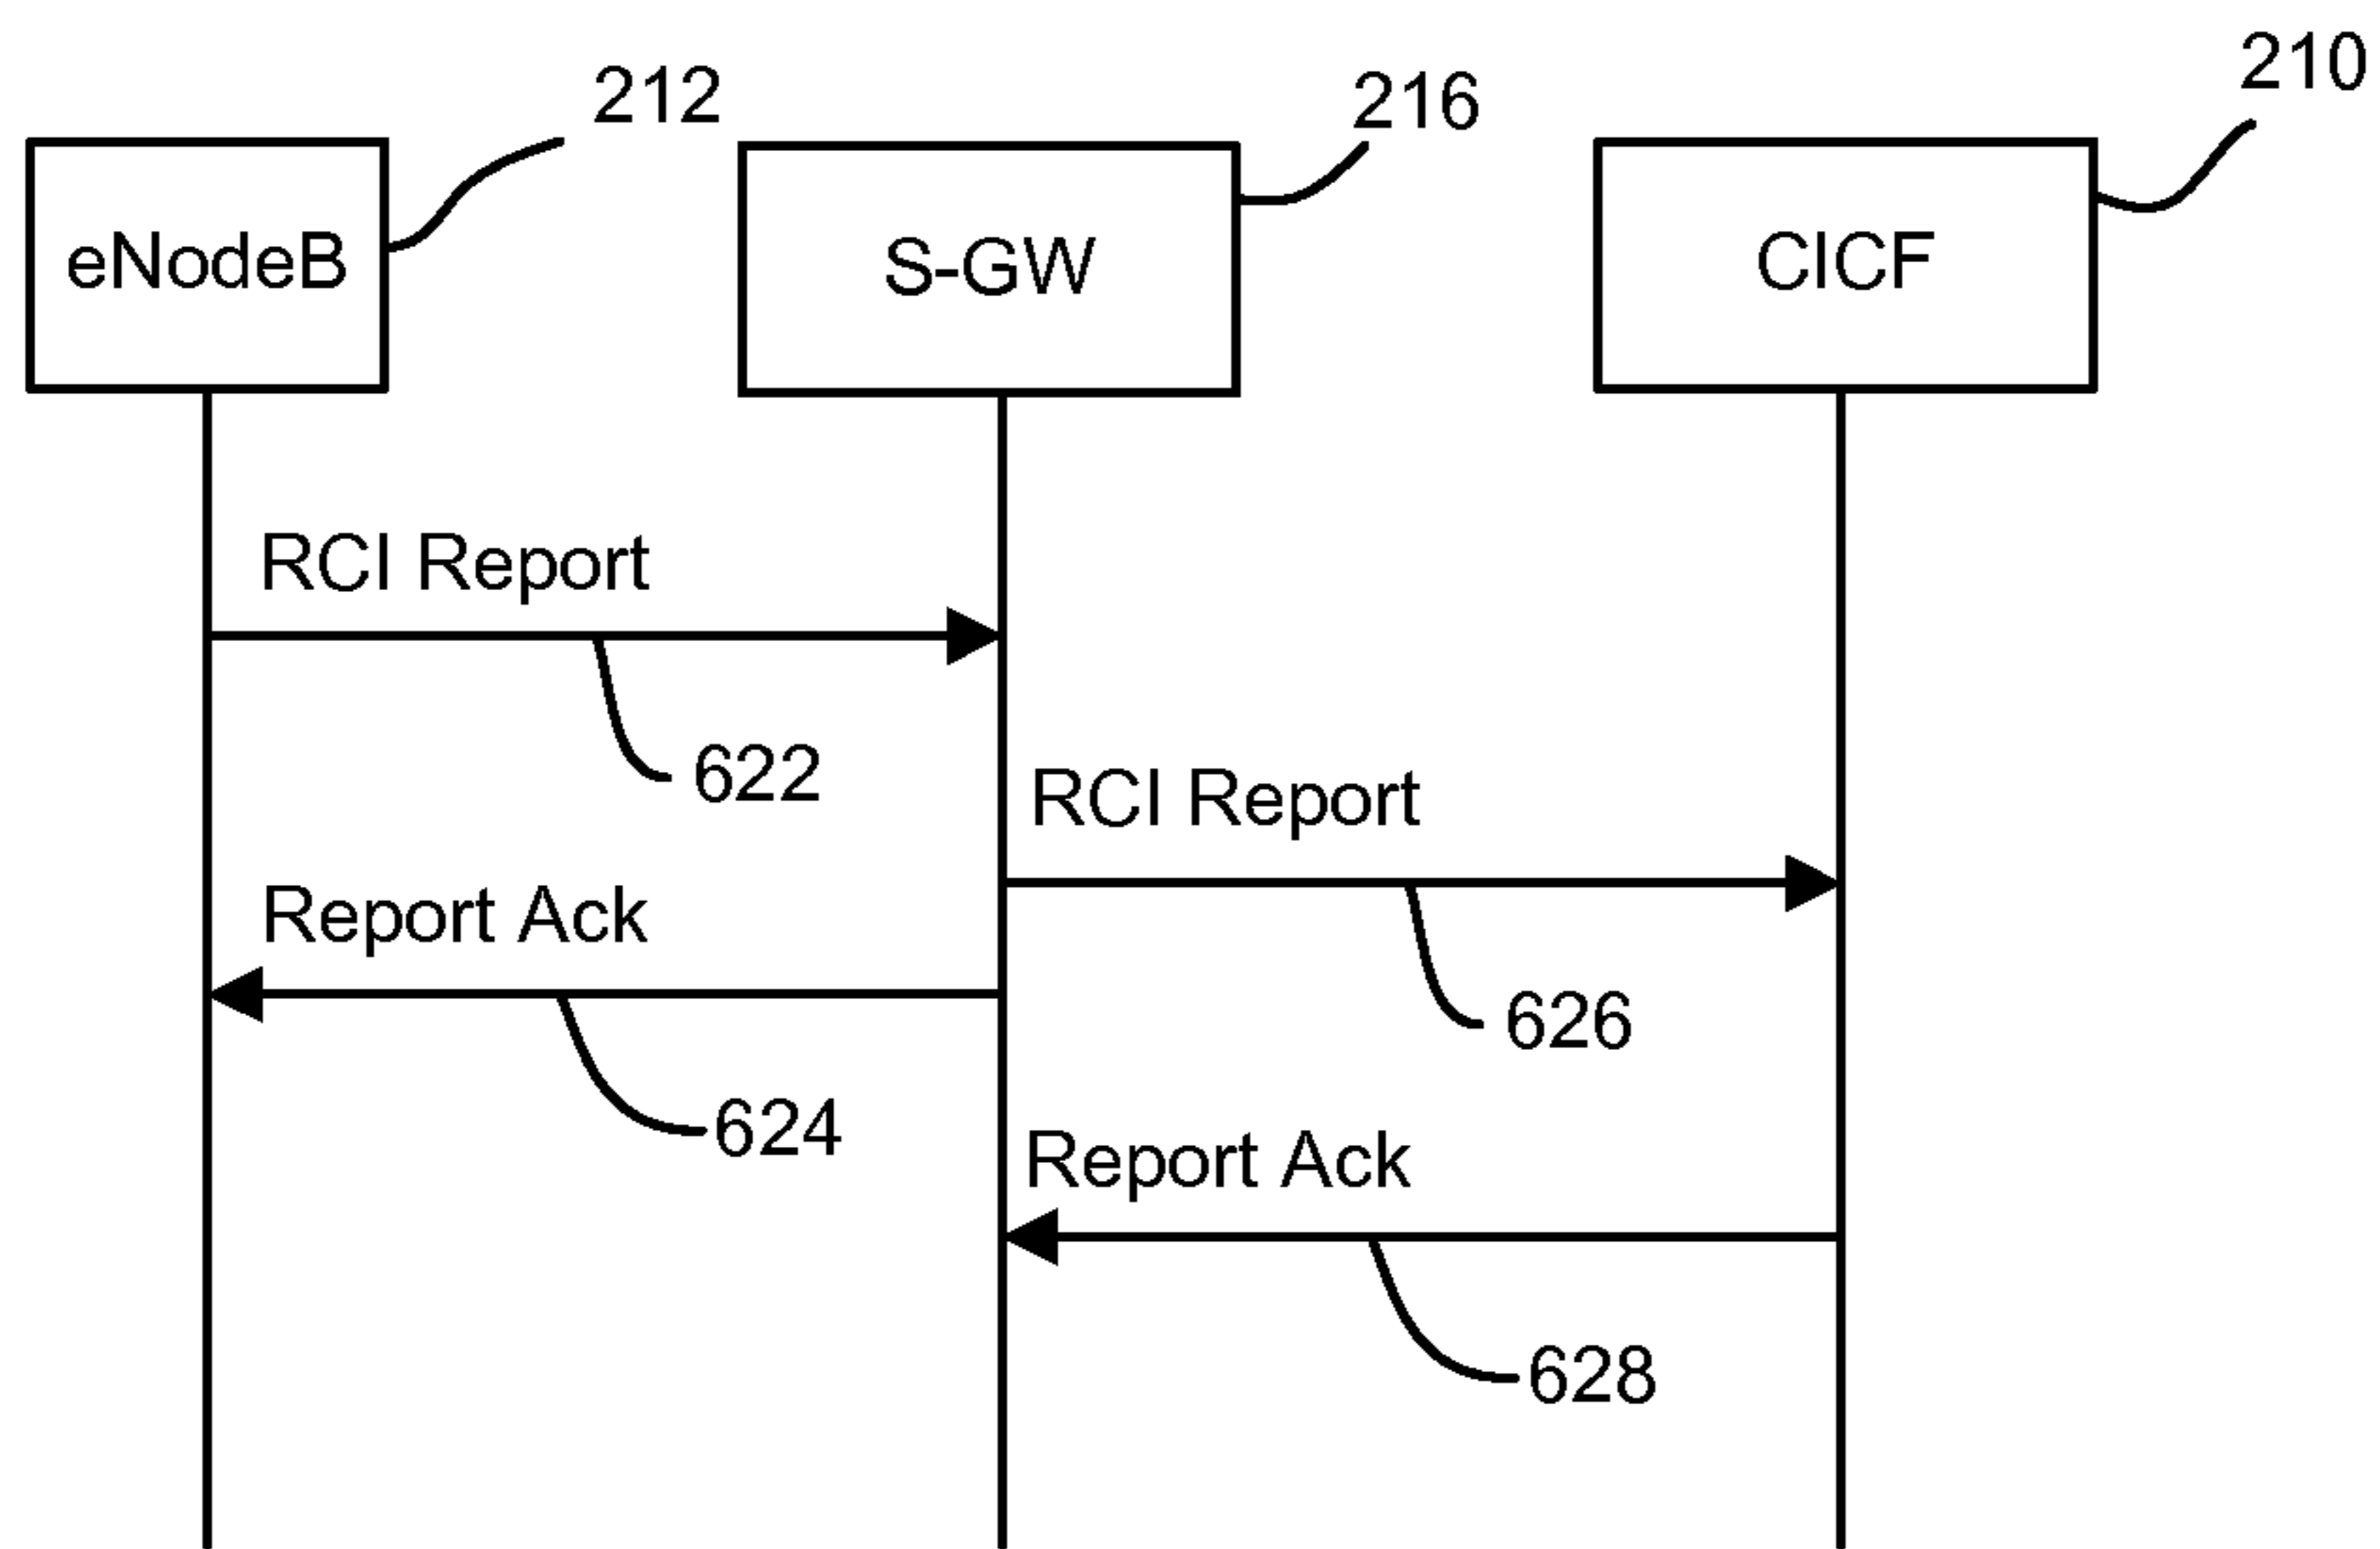 212
216
210
eNodeB
S-GW
CICF
RCI Report
622
RCI Report
Report Ack
626
624
Report Ack
628